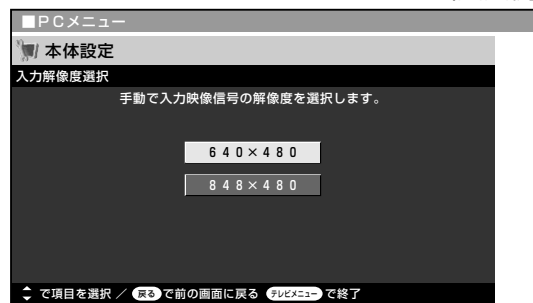 ■PCメニュー
本体設定
入力解像度選択
手動で入力映像信号の解像度を選択します。
640×480
848×480
で項目を選択 / 戻る で前の画面に戻る テレビメニュー で終了